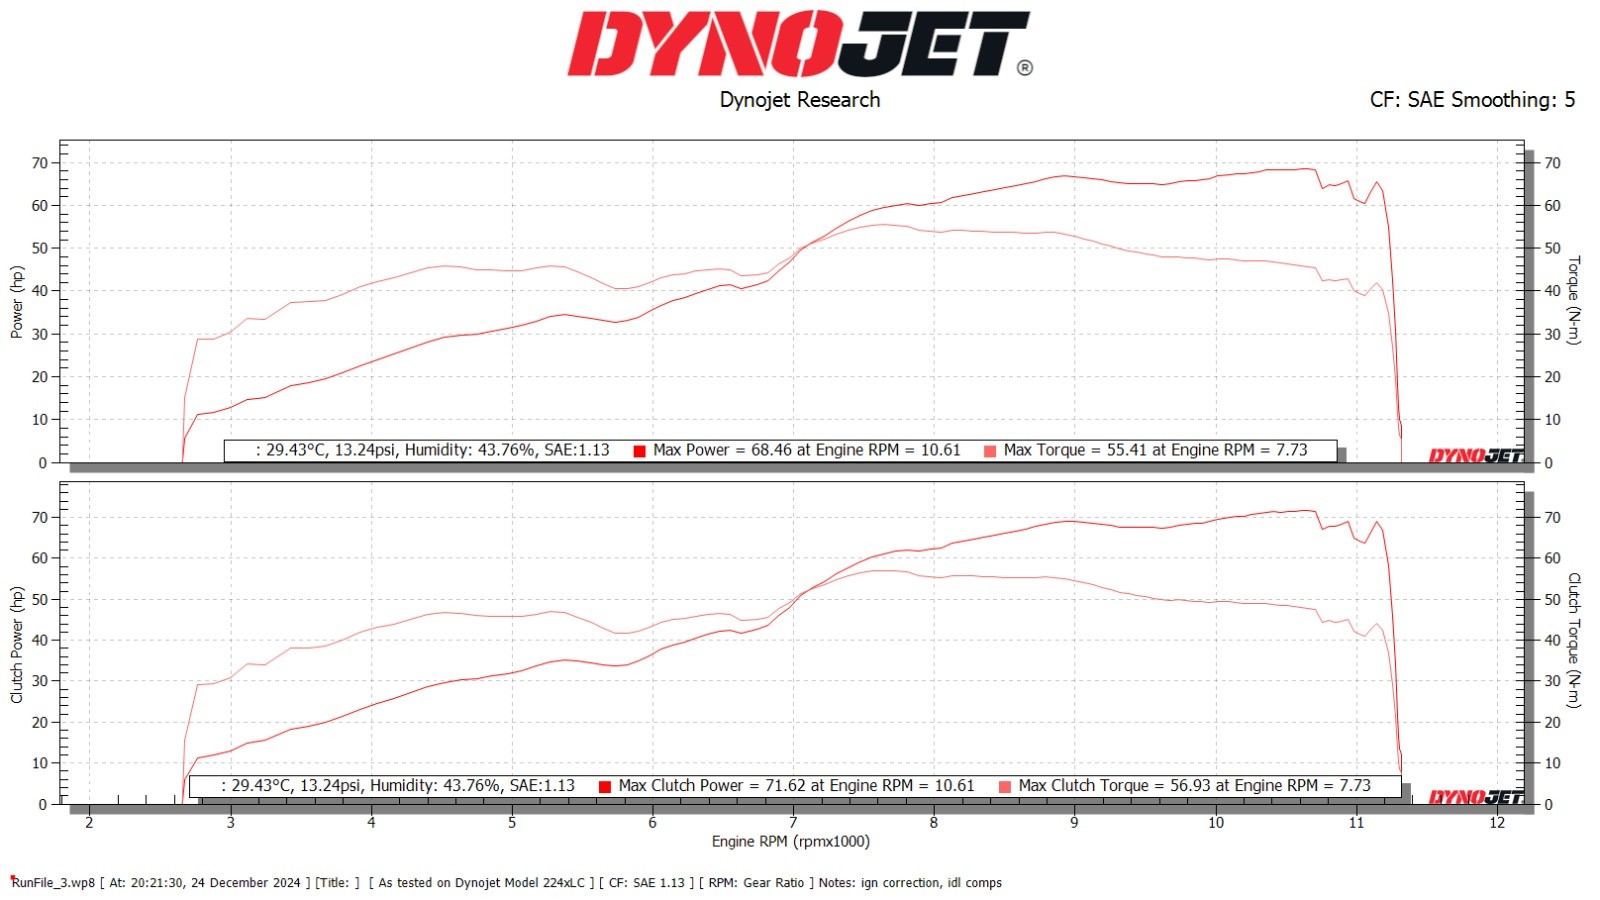 DYNOJET®
Dynojet Research
CF: SAE Smoothing: 5
Power (hp)
70
60
50
40
30
20
10
0
70
60
50
40
30
20
10
0
Torque (N-m)
: 29.43°C, 13.24psi, Humidity: 43.76%, SAE:1.13 Max Power = 68.46 at Engine RPM = 10.61 Max Torque = 55.41 at Engine RPM = 7.73
DYNOJET
Clutch Power (hp)
70
60
50
40
30
20
10
0
70
60
50
40
30
20
10
0
Clutch Torque (N-m)
: 29.43°C, 13.24psi, Humidity: 43.76%, SAE:1.13 Max Clutch Power = 71.62 at Engine RPM = 10.61 Max Clutch Torque = 56.93 at Engine RPM = 7.73
DYNOJET
2 3 4 5 6 7 8 9 10 11 12
Engine RPM (rpmx1000)
RunFile_3.wp8 [ At: 20:21:30, 24 December 2024 ] [Title: ] [ As tested on Dynojet Model 224xLC ] [ CF: SAE 1.13 ] [ RPM: Gear Ratio ] Notes: ign correction, idl comps